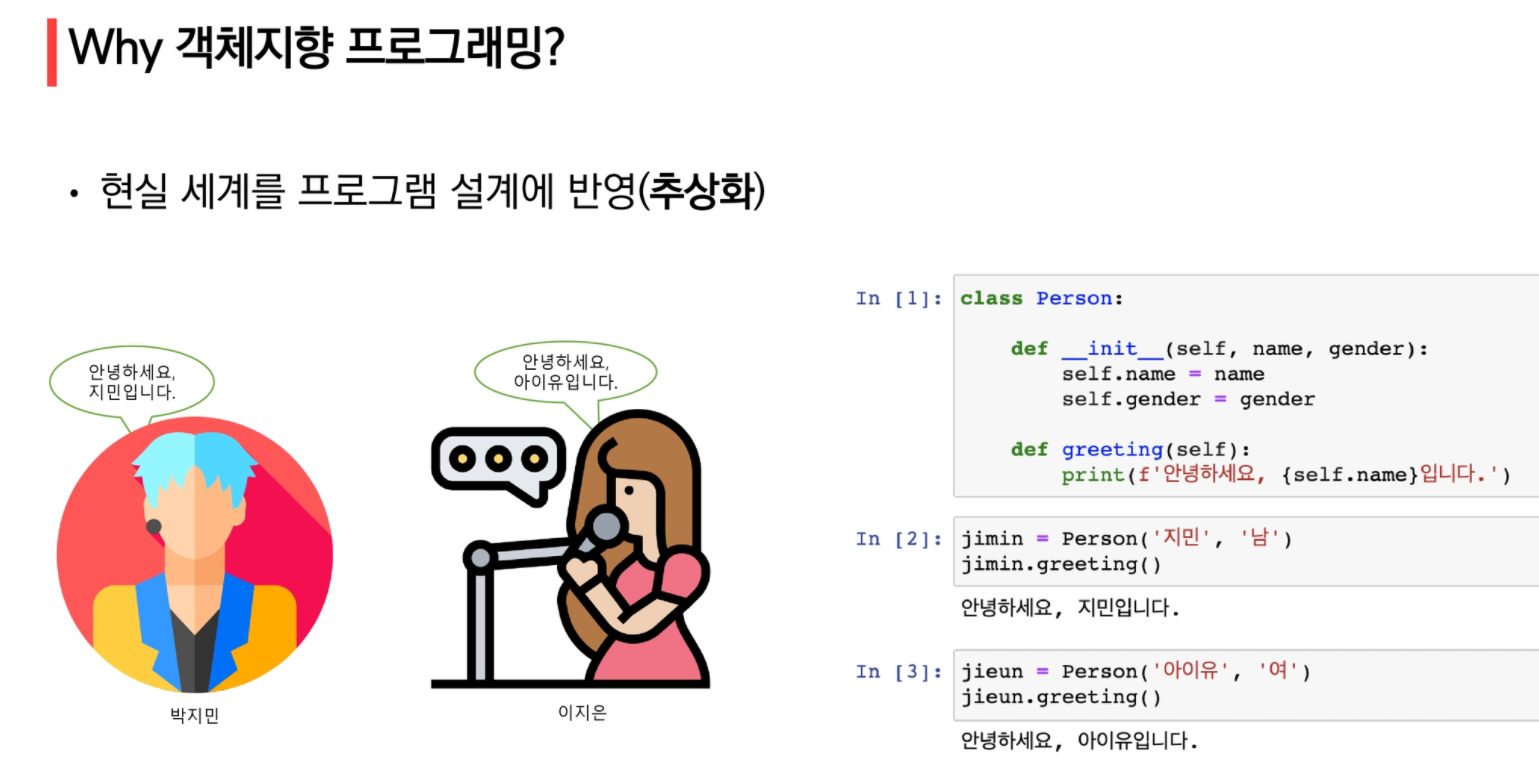 Why 객체지향 프로그래밍?
• 현실 세계를 프로그램 설계에 반영(추상화)
안녕하세요,
지민입니다.
박지민
안녕하세요,
아이유입니다.
이지은
In [1]: class Person:
def __init__(self, name, gender):
self.name = name
self.gender = gender
def greeting(self):
print(f'안녕하세요, {self.name}입니다.')
In [2]: jimin = Person('지민', '남')
jimin.greeting()
안녕하세요, 지민입니다.
In [3]: jieun = Person('아이유', '여')
jieun.greeting()
안녕하세요, 아이유입니다.